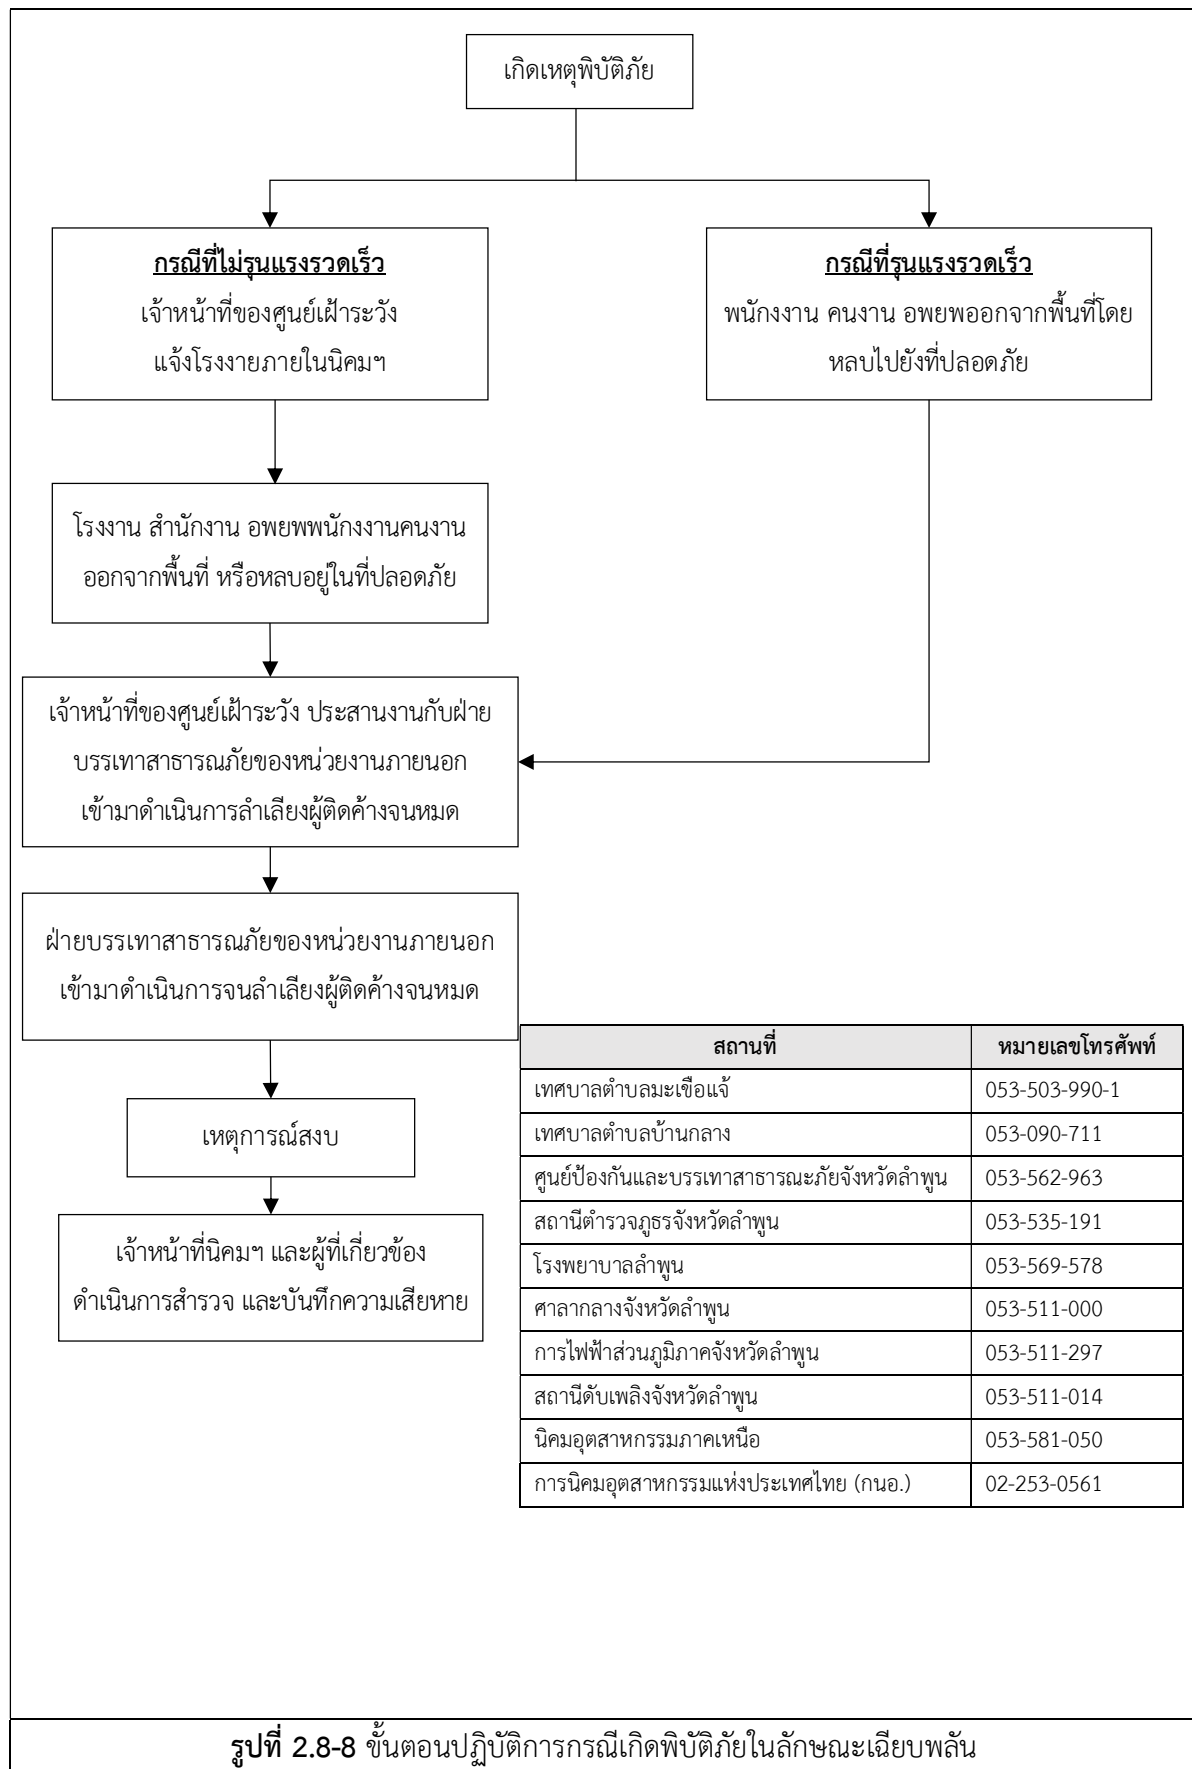 เกิดเหตุพิบัติภัย
กรณีที่ไม่รุนแรงรวดเร็ว
เจ้าหน้าที่ของศูนย์เฝ้าระวัง
แจ้งโรงงายภายในนิคมฯ
กรณีที่รุนแรงรวดเร็ว
พนักงงาน คนงาน อพยพออกจากพื้นที่โดย
หลบไปยังที่ปลอดภัย
โรงงาน สำนักงาน อพยพพนักงงานคนงาน
ออกจากพื้นที่ หรือหลบอยู่ในที่ปลอดภัย
เจ้าหน้าที่ของศูนย์เฝ้าระวัง ประสานงานกับฝ่าย
บรรเทาสาธารณภัยของหน่วยงานภายนอก
เข้ามาดำเนินการลำเลียงผู้ติดค้างจนหมด
ฝ่ายบรรเทาสาธารณภัยของหน่วยงานภายนอก
เข้ามาดำเนินการจนลำเลียงผู้ติดค้างจนหมด
เหตุการณ์สงบ
เจ้าหน้าที่นิคมฯ และผู้ที่เกี่ยวข้อง
ดำเนินการสำรวจ และบันทึกความเสียหาย
สถานที่ หมายเลขโทรศัพท์
เทศบาลตำบลมะเขือแจ้ 053-503-990-1
เทศบาลตำบลบ้านกลาง 053-090-711
ศูนย์ป้องกันและบรรเทาสาธารณะภัยจังหวัดลำพูน 053-562-963
สถานีตำรวจภูธรจังหวัดลำพูน 053-535-191
โรงพยาบาลลำพูน 053-569-578
ศาลากลางจังหวัดลำพูน 053-511-000
การไฟฟ้าส่วนภูมิภาคจังหวัดลำพูน 053-511-297
สถานีดับเพลิงจังหวัดลำพูน 053-511-014
นิคมอุตสาหกรรมภาคเหนือ 053-581-050
การนิคมอุตสาหกรรมแห่งประเทศไทย (กนอ.) 02-253-0561
รูปที่ 2.8-8 ขั้นตอนปฏิบัติการกรณีเกิดพิบัติภัยในลักษณะเฉียบพลัน